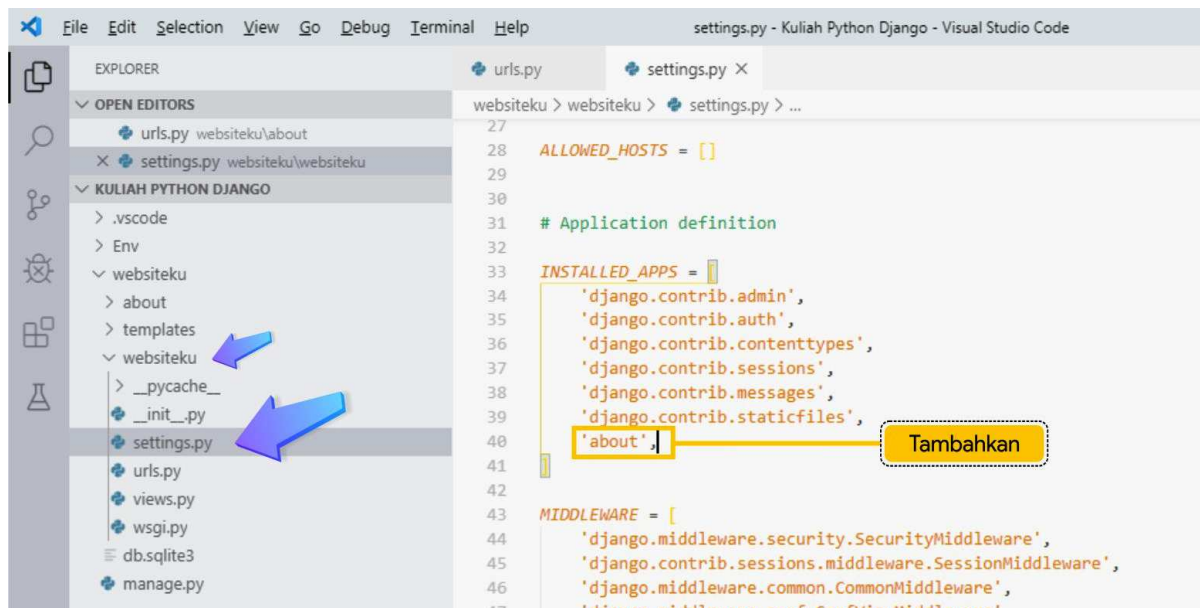 File Edit Selection View Go Debug Terminal Help settings.py - Kuliah Python Django - Visual Studio Code
EXPLORER
OPEN EDITORS
urls.py websiteku\about
settings.py websiteku\websiteku
KULIAH PYTHON DJANGO
.vscode
Env
websiteku
about
templates
websiteku
__pycache__
__init__.py
settings.py
urls.py
views.py
wsgi.py
db.sqlite3
manage.py
urls.py settings.py
websiteku > websiteku > settings.py > ...
27
28 ALLOWED_HOSTS = []
29
30
31 # Application definition
32
33 INSTALLED_APPS = [
34 'django.contrib.admin',
35 'django.contrib.auth',
36 'django.contrib.contenttypes',
37 'django.contrib.sessions',
38 'django.contrib.messages',
39 'django.contrib.staticfiles',
40 'about', Tambahkan
41 ]
42
43 MIDDLEWARE = [
44 'django.middleware.security.SecurityMiddleware',
45 'django.contrib.sessions.middleware.SessionMiddleware',
46 'django.middleware.common.CommonMiddleware',